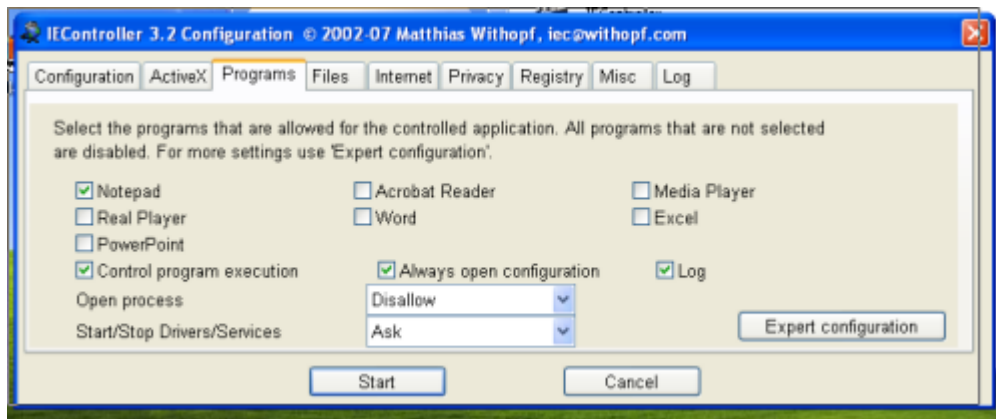 IEController 3.2 Configuration © 2002-07 Matthias Withopf, iec@withopf.com
Configuration ActiveX Programs Files Internet Privacy Registry Misc Log
Select the programs that are allowed for the controlled application. All programs that are not selected
are disabled. For more settings use 'Expert configuration'.
Notepad Acrobat Reader Media Player
Real Player Word Excel
PowerPoint
Control program execution Always open configuration Log
Open process Disallow
Start/Stop Drivers/Services Ask Expert configuration
Start Cancel